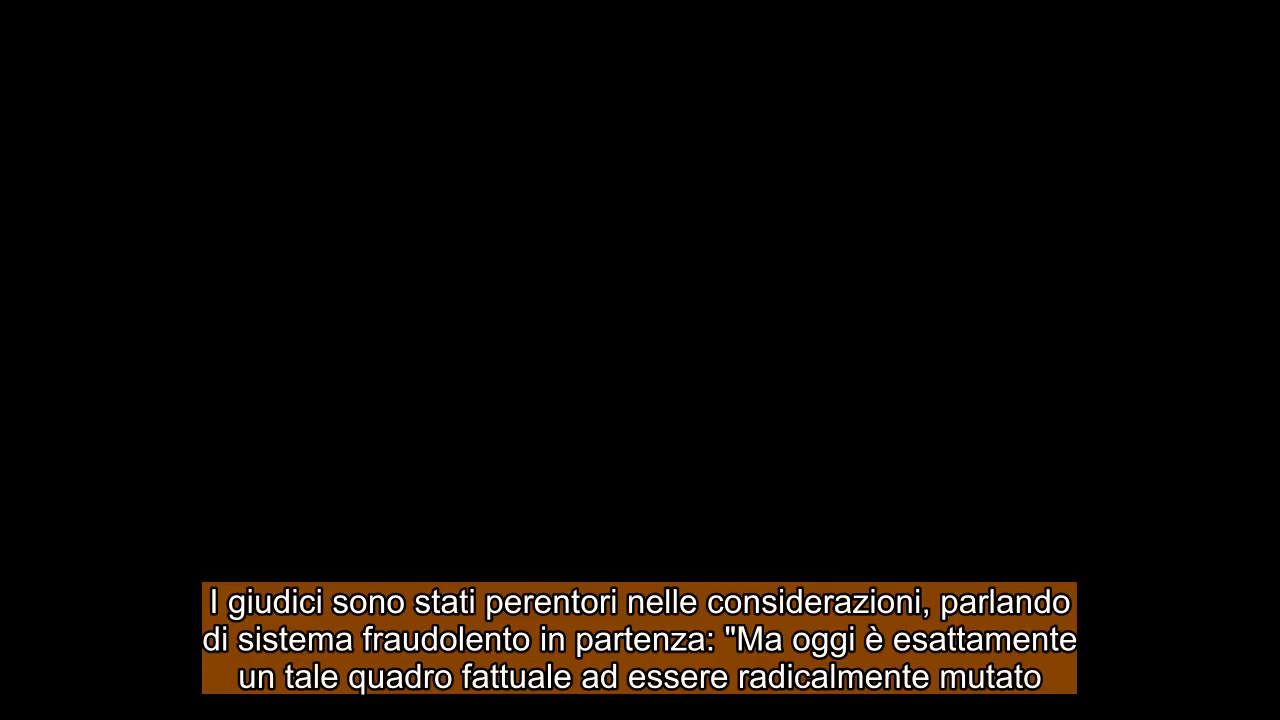 I giudici sono stati perentori nelle considerazioni, parlando
di sistema fraudolento in partenza: "Ma oggi è esattamente
un tale quadro fattuale ad essere radicalmente mutato